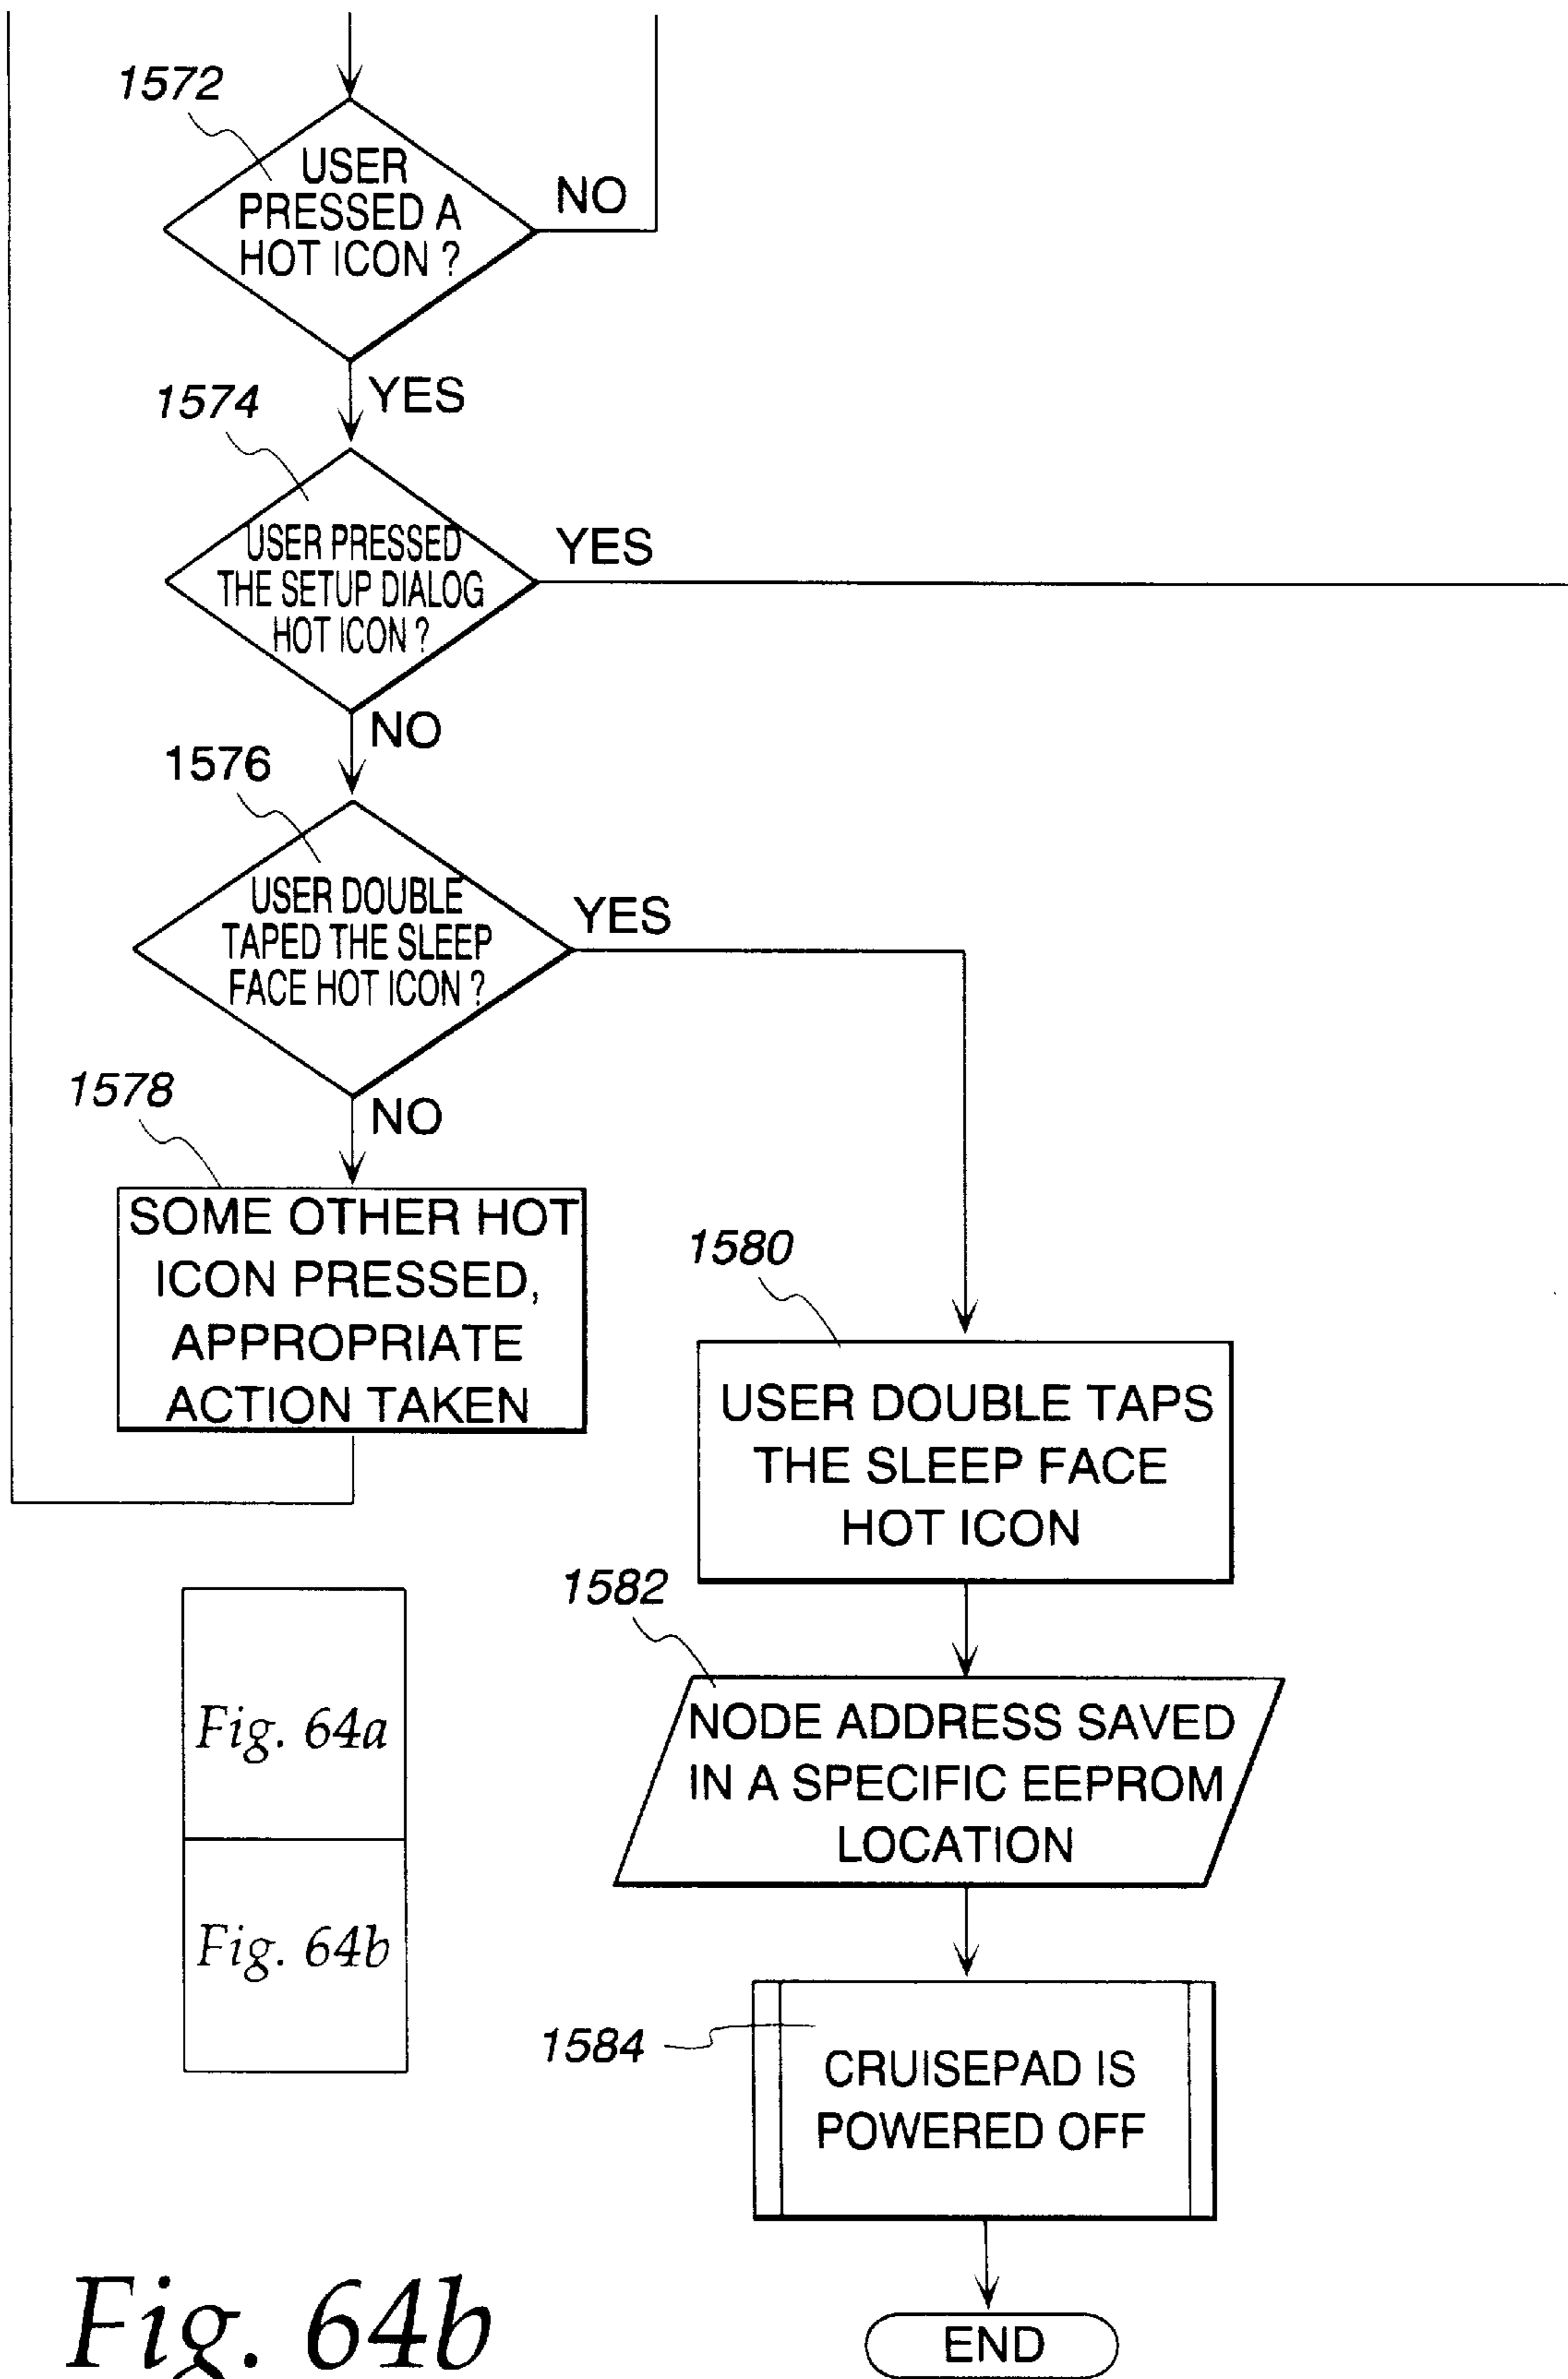 1572
USER
PRESSED A
HOT ICON ?
NO
YES
1574
USER PRESSED
THE SETUP DIALOG
HOT ICON ?
YES
NO
1576
USER DOUBLE
TAPED THE SLEEP
FACE HOT ICON ?
YES
NO
1578
SOME OTHER HOT
ICON PRESSED,
APPROPRIATE
ACTION TAKEN
1580
USER DOUBLE TAPS
THE SLEEP FACE
HOT ICON
1582
NODE ADDRESS SAVED
IN A SPECIFIC EEPROM
LOCATION
Fig. 64a
Fig. 64b
1584
CRUISEPAD IS
POWERED OFF
END
Fig. 64b